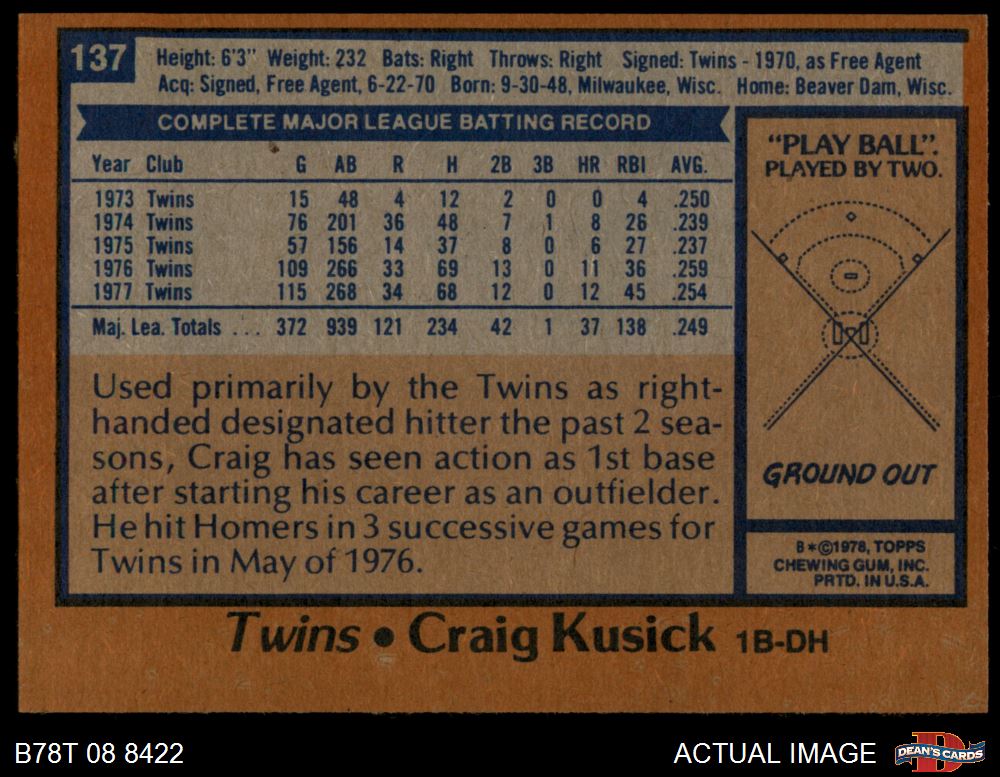 137
Height: 6'3" Weight: 232 Bats: Right Throws: Right Signed: Twins - 1970, as Free Agent
Acq: Signed, Free Agent, 6-22-70 Born: 9-30-48, Milwaukee, Wisc. Home: Beaver Dam, Wisc.
COMPLETE MAJOR LEAGUE BATTING RECORD
Year Club G AB R H 2B 3B HR RBI AVG.
1973 Twins 15 48 4 12 2 0 0 4 .250
1974 Twins 76 201 36 48 7 1 8 26 .239
1975 Twins 57 156 14 37 8 0 6 27 .237
1976 Twins 109 266 33 69 13 0 11 36 .259
1977 Twins 115 268 34 68 12 0 12 45 .254
Maj. Lea. Totals ... 372 939 121 234 42 1 37 138 .249
Used primarily by the Twins as right-
handed designated hitter the past 2 sea-
sons, Craig has seen action as 1st base
after starting his career as an outfielder.
He hit Homers in 3 successive games for
Twins in May of 1976.
"PLAY BALL".
PLAYED BY TWO.
GROUND OUT
B*©1978, TOPPS
CHEWING GUM, INC.
PRTD. IN U.S.A.
Twins • Craig Kusick 1B-DH
B78T 08 8422
ACTUAL IMAGE
D
DEAN'S CARDS